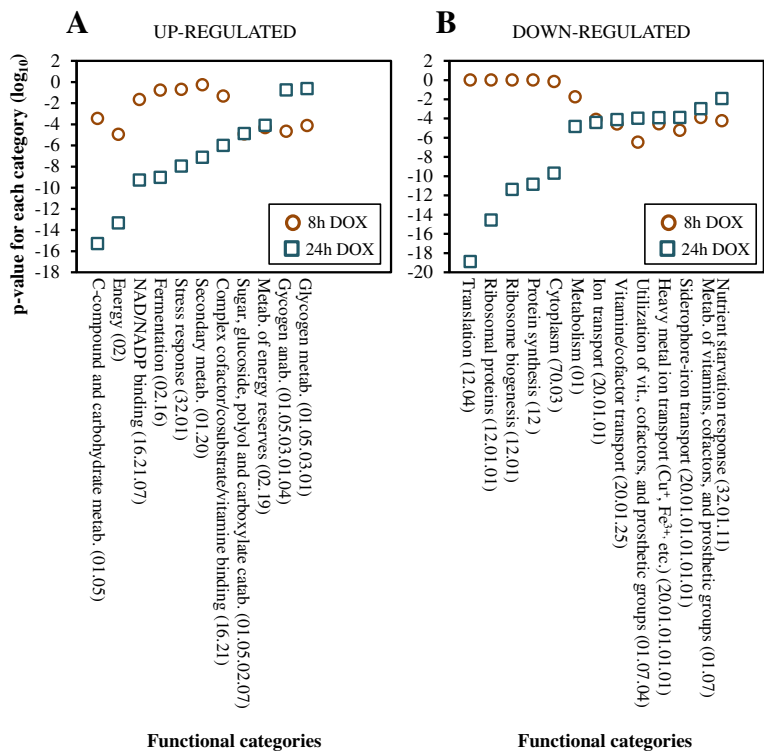 A
UP-REGULATED
p-value for each category (log10)
2
0
-2
-4
-6
-8
-10
-12
-14
-16
-18
8h DOX
24h DOX
C-compound and carbohydrate metab. (01.05)
Energy (02)
NAD/NADP binding (16.21.07)
Fermentation (02.16)
Stress response (32.01)
Secondary metab. (01.20)
Complex cofactor/cosubstrate/vitamine binding (16.21)
Sugar, glucoside, polyol and carboxylate catab. (01.05.02.07)
Metab. of energy reserves (02.19)
Gycogen anab. (01.05.03.01.04)
Glycogen metab. (01.05.03.01)
Functional categories
B
DOWN-REGULATED
2
0
-2
-4
-6
-8
-10
-12
-14
-16
-18
-20
8h DOX
24h DOX
Translation (12.04)
Ribosomal proteins (12.01.01)
Ribosome biogenesis (12.01)
Protein synthesis (12 )
Cytoplasm (70.03)
Metabolism (01)
Ion transport (20.01.01)
Vitamine/cofactor transport (20.01.25)
Utilization of vit., cofactors, and prosthetic groups (01.07.04)
Heavy metal ion transport (Cu+, Fe3+, etc.) (20.01.01.01.01)
Siderophore-iron transport (20.01.01.01.01.01)
Metab. of vitamins, cofactors, and prosthetic groups (01.07)
Nutrient starvation response (32.01.11)
Functional categories